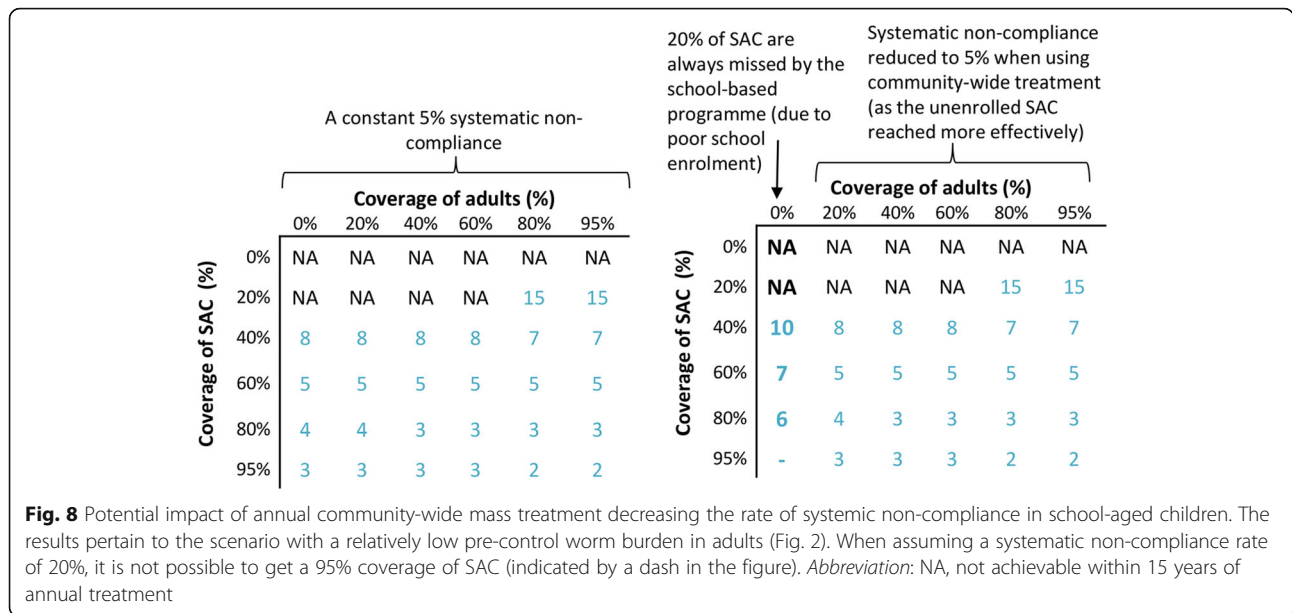 A constant 5% systematic non-
compliance
Coverage of adults (%)
0% 20% 40% 60% 80% 95%
Coverage of SAC (%)
0% NA NA NA NA NA NA
20% NA NA NA NA 15 15
40% 8 8 8 8 7 7
60% 5 5 5 5 5 5
80% 4 4 3 3 3 3
95% 3 3 3 3 2 2
20% of SAC are
always missed by the
school-based
programme (due to
poor school
enrolment)
Systematic non-compliance
reduced to 5% when using
community-wide treatment
(as the unenrolled SAC
reached more effectively)
Coverage of adults (%)
0% 20% 40% 60% 80% 95%
Coverage of SAC (%)
0% NA NA NA NA NA NA
20% NA NA NA NA 15 15
40% 10 8 8 8 7 7
60% 7 5 5 5 5 5
80% 6 4 3 3 3 3
95% - 3 3 3 2 2
Fig. 8 Potential impact of annual community-wide mass treatment decreasing the rate of systemic non-compliance in school-aged children. The
results pertain to the scenario with a relatively low pre-control worm burden in adults (Fig. 2). When assuming a systematic non-compliance rate
of 20%, it is not possible to get a 95% coverage of SAC (indicated by a dash in the figure). Abbreviation: NA, not achievable within 15 years of
annual treatment